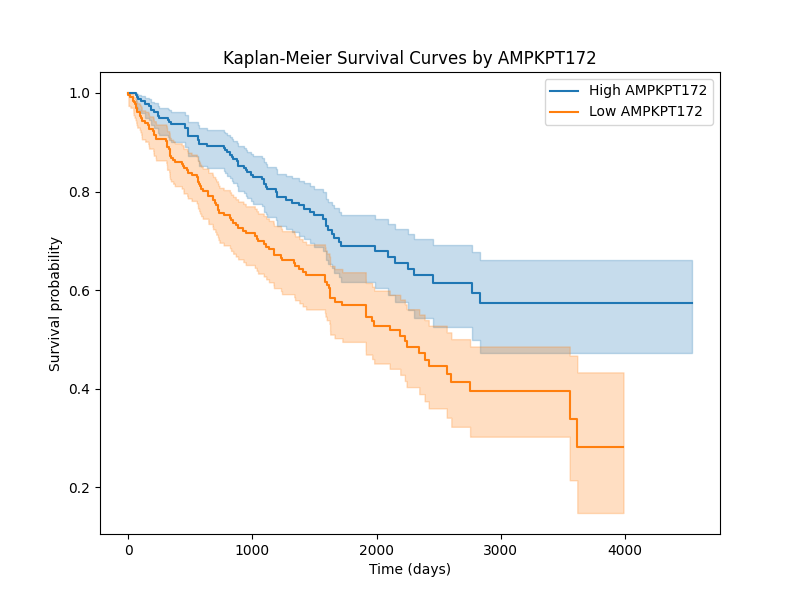 Kaplan-Meier Survival Curves by AMPKPT172
High AMPKPT172
Low AMPKPT172
Survival probability
1.0
0.8
0.6
0.4
0.2
0
1000
2000
3000
4000
Time (days)